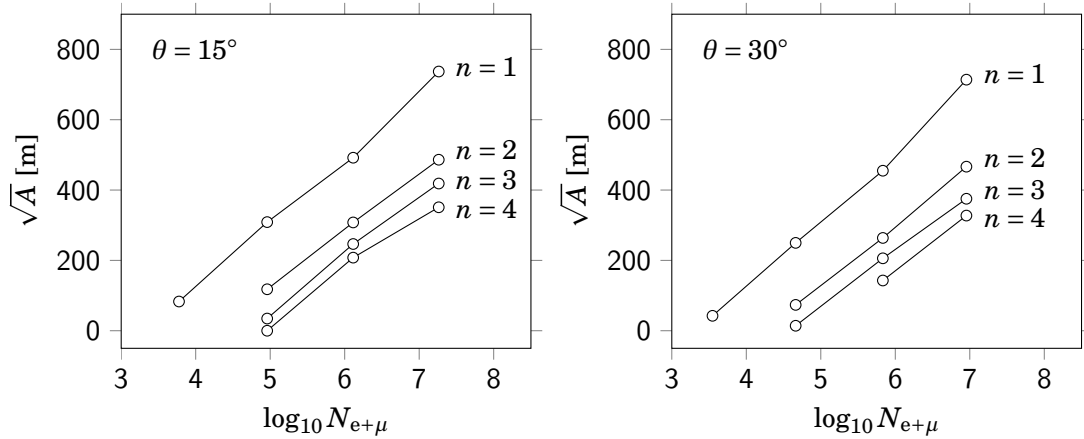 θ = 15°
n = 1
n = 2
n = 3
n = 4
800
600
400
200
0
√A [m]
3 4 5 6 7 8
log₁₀ Nₑ₊μ
θ = 30°
n = 1
n = 2
n = 3
n = 4
800
600
400
200
0
√A [m]
3 4 5 6 7 8
log₁₀ Nₑ₊μ